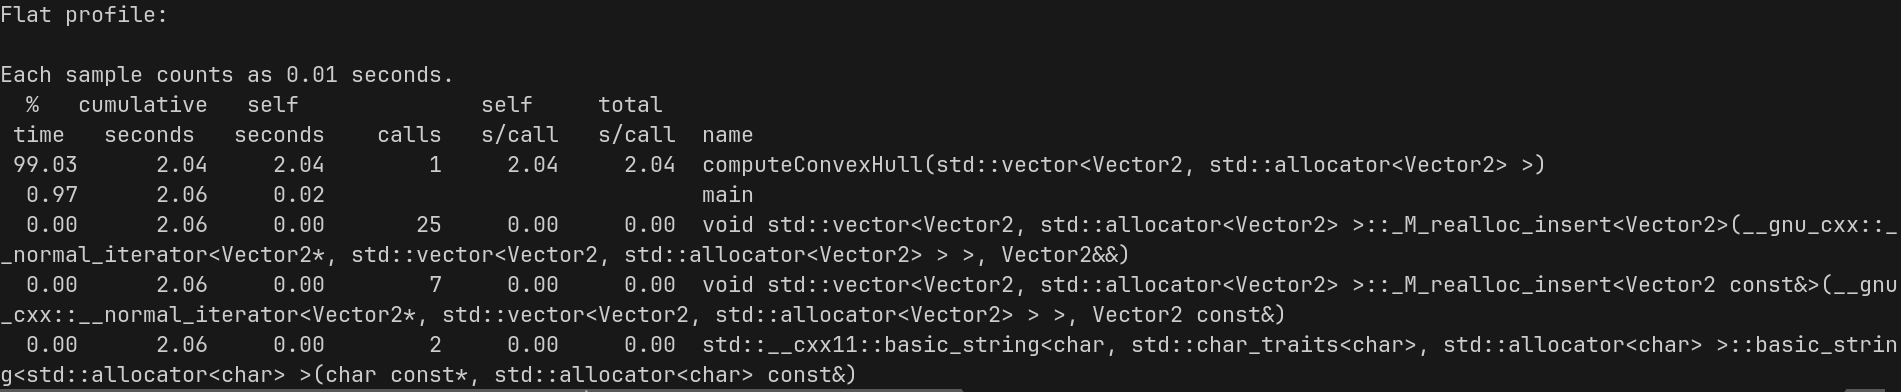 Flat profile:

Each sample counts as 0.01 seconds.
  %   cumulative   self              self     total
 time   seconds   seconds    calls   s/call   s/call  name
 99.03      2.04     2.04        1     2.04     2.04  computeConvexHull(std::vector<Vector2, std::allocator<Vector2> >)
  0.97      2.06     0.02                             main
  0.00      2.06     0.00       25     0.00     0.00  void std::vector<Vector2, std::allocator<Vector2> >::_M_realloc_insert<Vector2>(__gnu_cxx::_
_normal_iterator<Vector2*, std::vector<Vector2, std::allocator<Vector2> > >, Vector2&&)
  0.00      2.06     0.00        7     0.00     0.00  void std::vector<Vector2, std::allocator<Vector2> >::_M_realloc_insert<Vector2 const&>(__gnu
_cxx::__normal_iterator<Vector2*, std::vector<Vector2, std::allocator<Vector2> > >, Vector2 const&)
  0.00      2.06     0.00        2     0.00     0.00  std::__cxx11::basic_string<char, std::char_traits<char>, std::allocator<char> >::basic_strin
g<std::allocator<char> >(char const*, std::allocator<char> const&)